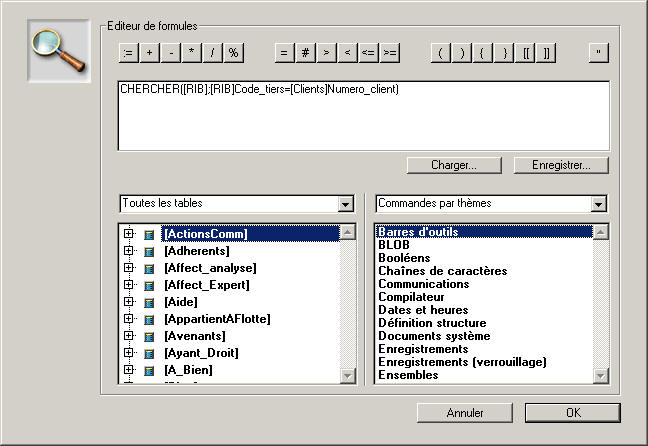 Editeur de formules
:= + - * / % = # > < <= >= ( ) { } [[ ]] "
CHERCHER([RIB];[RIB]Code_tiers=[Clients]Numero_client)
Charger... Enregistrer...
Toutes les tables Commandes par thèmes
[ActionsComm]
[Adherents]
[Affect_analyse]
[Affect_Expert]
[Aide]
[AppartientAFlotte]
[Avenants]
[Ayant_Droit]
[A_Bien]
Barres d'outils
BLOB
Booléens
Chaînes de caractères
Communications
Compilateur
Dates et heures
Définition structure
Documents système
Enregistrements
Enregistrements (verrouillage)
Ensembles
Annuler OK